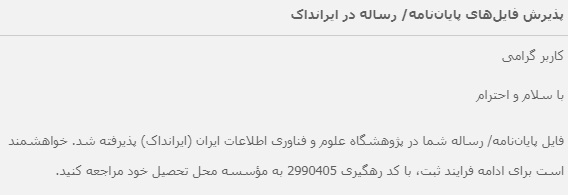 پذیرش فایل‌های پایان‌نامه/ رساله در ایرانداک
کاربر گرامی
با سلام و احترام
فایل پایان‌نامه/ رساله شما در پژوهشگاه علوم و فناوری اطلاعات ایران (ایرانداک) پذیرفته شد. خواهشمند
است برای ادامه فرایند ثبت، با کد رهگیری 2990405 به مؤسسه محل تحصیل خود مراجعه کنید.